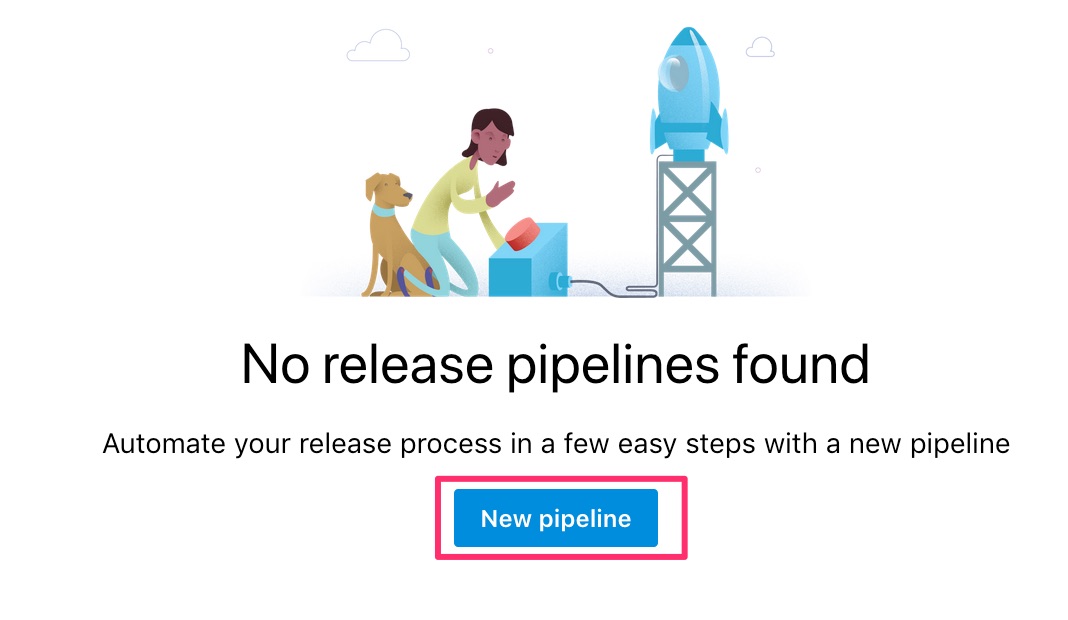 No release pipelines found
Automate your release process in a few easy steps with a new pipeline
New pipeline